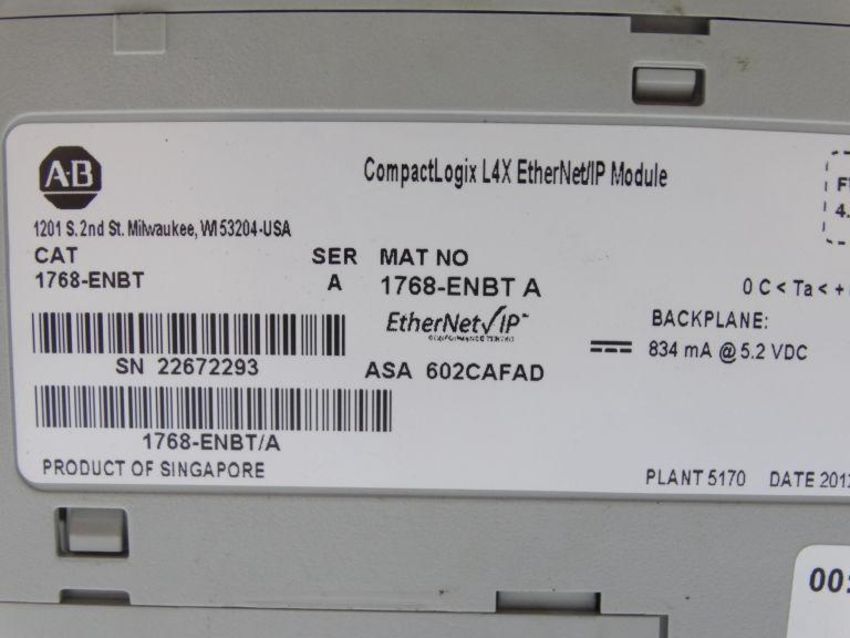 A-B
CompactLogix L4X EtherNet/IP Module
1201 S. 2nd St. Milwaukee, WI 53204-USA
CAT SER MAT NO
1768-ENBT A 1768-ENBT A
0 C < Ta < +
EtherNet/IP
BACKPLANE:
834 mA @ 5.2 VDC
SN 22672293
ASA 602CAFAD
1768-ENBT/A
PRODUCT OF SINGAPORE
PLANT 5170 DATE 201
00: